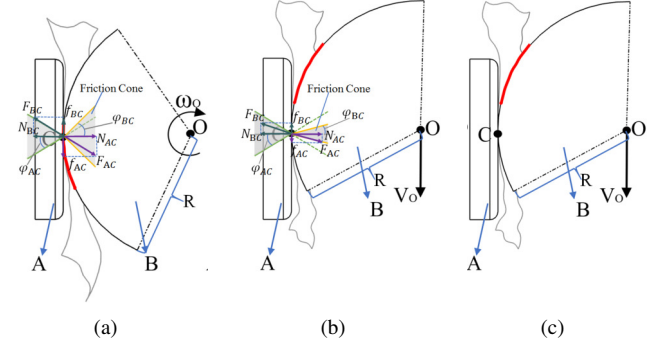 Friction Cone
F_BC
f_BC
φ_BC
ω_O
O
N_BC
N_AC
φ_AC
f_AC
F_AC
R
A
B
(a)
Friction Cone
F_BC
f_BC
φ_BC
N_BC
O
N_AC
φ_AC
f_AC
F_AC
R
V_O
B
A
(b)
C
O
R
V_O
B
A
(c)